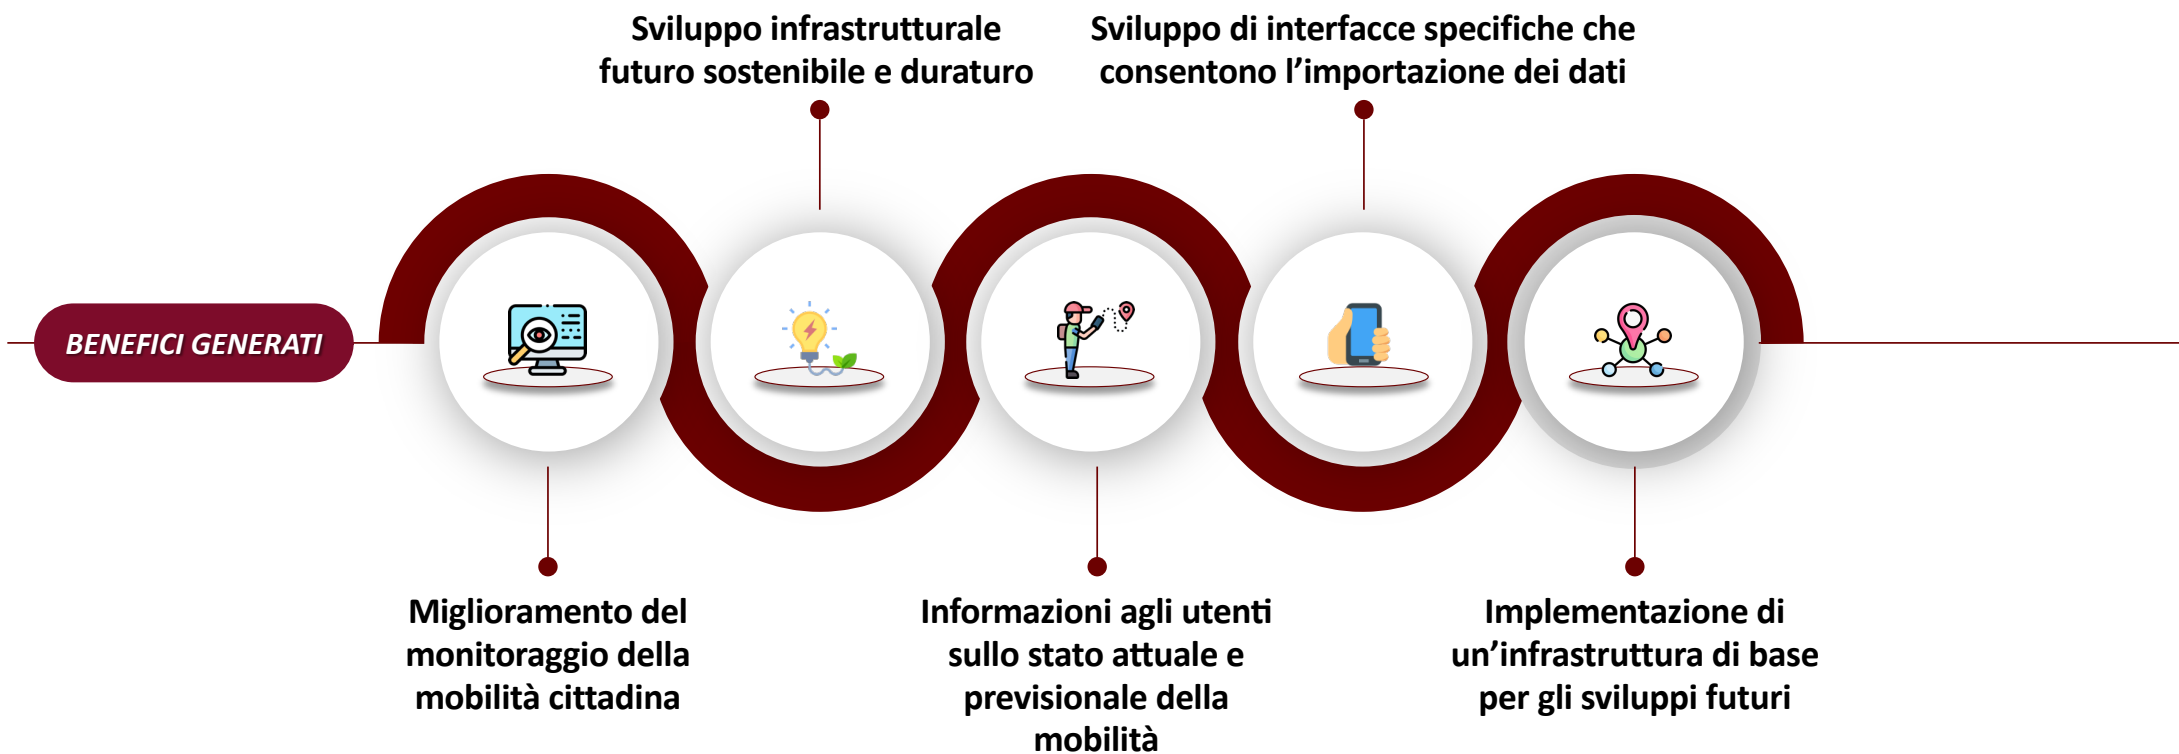 Sviluppo infrastrutturale
futuro sostenibile e duraturo
Sviluppo di interfacce specifiche che
consentono l’importazione dei dati
BENEFICI GENERATI
Miglioramento del
monitoraggio della
mobilità cittadina
Informazioni agli utenti
sullo stato attuale e
previsionale della
mobilità
Implementazione di
un’infrastruttura di base
per gli sviluppi futuri